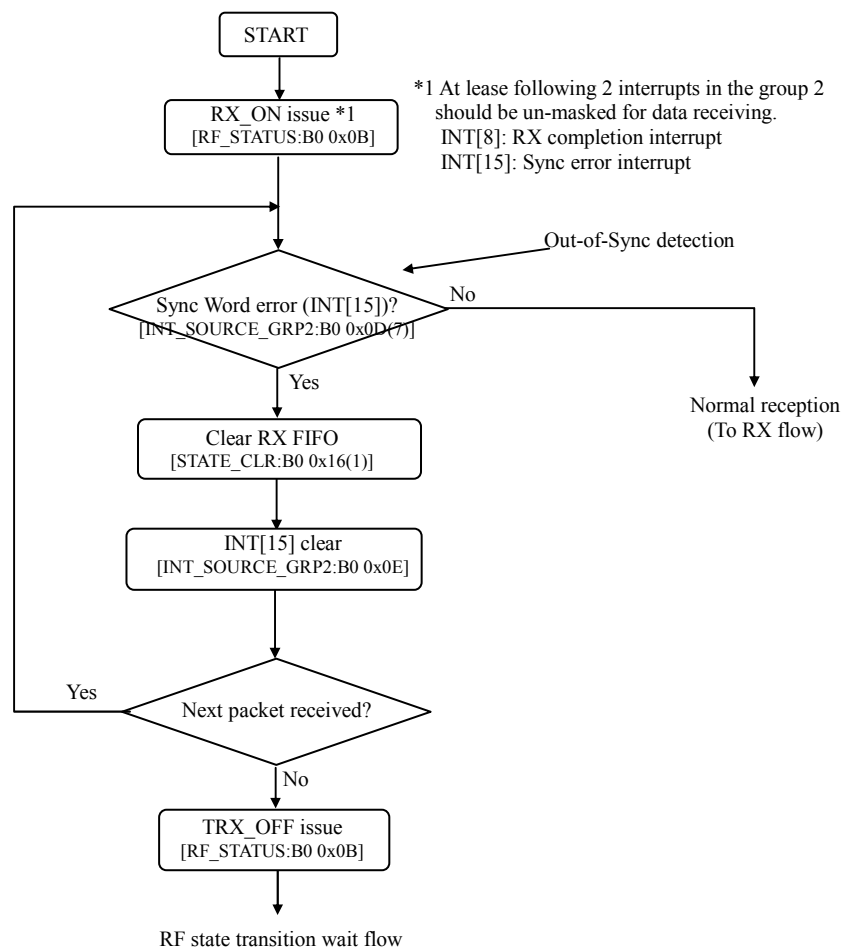 START
RX_ON issue *1
[RF_STATUS:B0 0x0B]
*1 At lease following 2 interrupts in the group 2
should be un-masked for data receiving.
INT[8]: RX completion interrupt
INT[15]: Sync error interrupt
Out-of-Sync detection
Sync Word error (INT[15])?
[INT_SOURCE_GRP2:B0 0x0D(7)]
No
Yes
Normal reception
(To RX flow)
Clear RX FIFO
[STATE_CLR:B0 0x16(1)]
INT[15] clear
[INT_SOURCE_GRP2:B0 0x0E]
Yes
Next packet received?
No
TRX_OFF issue
[RF_STATUS:B0 0x0B]
RF state transition wait flow